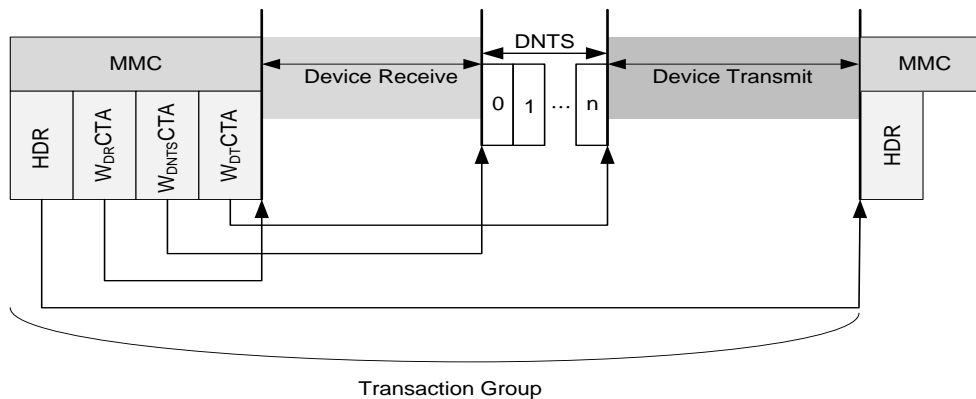 DNTS
MMC
Device Receive
Device Transmit
MMC
0
1
...
n
HDR
WDRCTA
WDNTSCTA
WDTCTA
HDR
Transaction Group